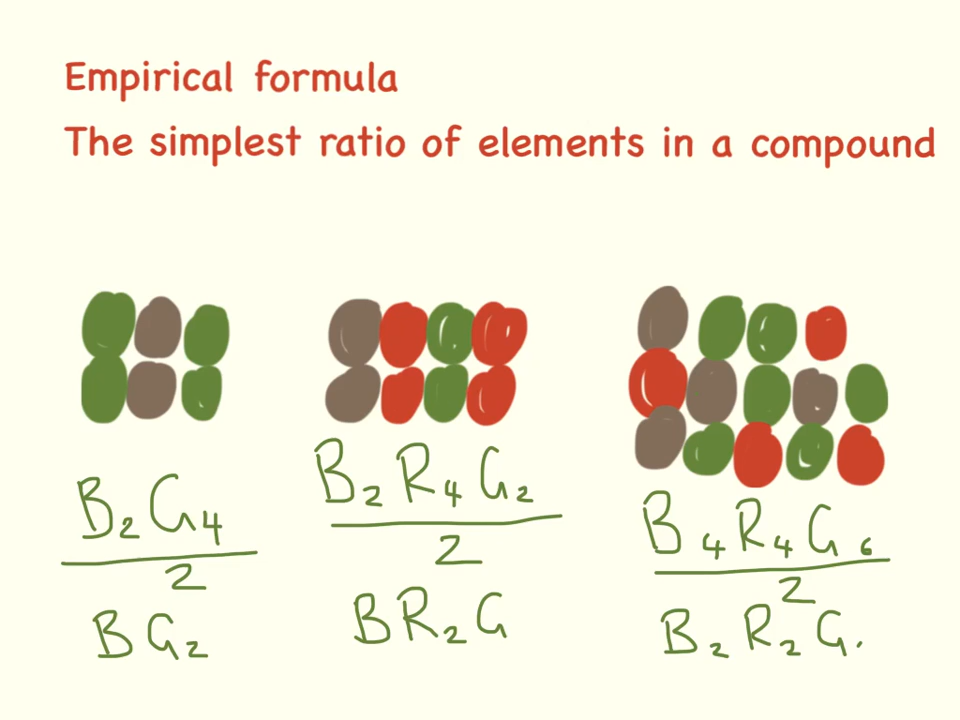 Empirical formula
The simplest ratio of elements in a compound
B₂G₄
2
BG₂
B₂R₄G₂
2
BR₂G
B₄R₄G₆
2
B₂R₂G.